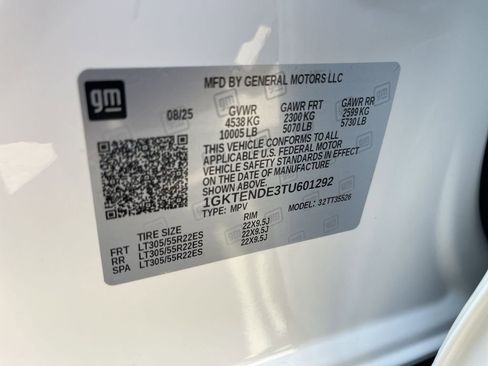 MFD BY GENERAL MOTORS LLC
gm
08/25 GVWR GAWR FRT GAWR RR
4538 KG 2300 KG 2599 KG
10005 LB 5070 LB 5730 LB
THIS VEHICLE CONFORMS TO ALL
APPLICABLE U.S. FEDERAL MOTOR
VEHICLE SAFETY STANDARDS IN EFFECT
ON THE DATE OF MANUFACTURE
SHOWN ABOVE.
1GKTENDE3TU601292
TYPE: MPV MODEL: 32TT35526
TIRE SIZE RIM
FRT LT305/55R22ES 22X9.5J
RR LT305/55R22ES 22X9.5J
SPA LT305/55R22ES 22X9.5J